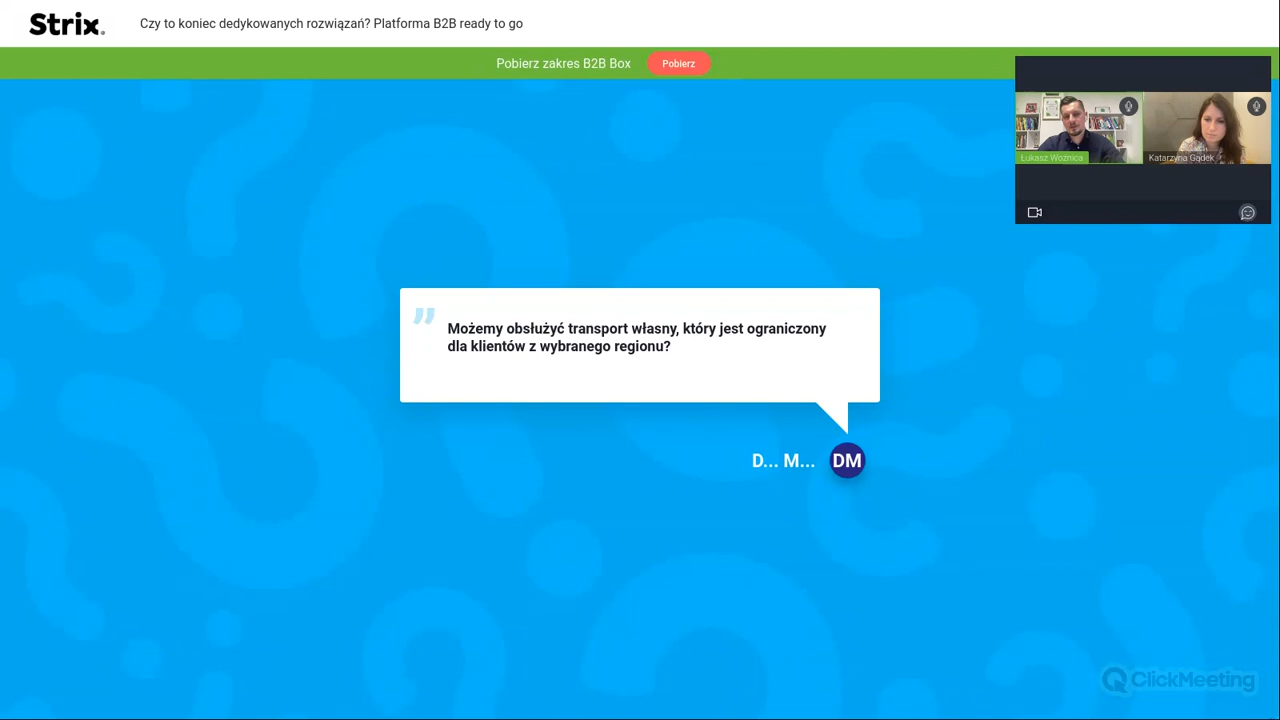 Strix
Czy to koniec dedykowanych rozwiązań? Platforma B2B ready to go
Pobierz zakres B2B Box
Pobierz
Łukasz Woźnica
Katarzyna Gądek
Możemy obsłużyć transport własny, który jest ograniczony
dla klientów z wybranego regionu?
D... M...
DM
ClickMeeting